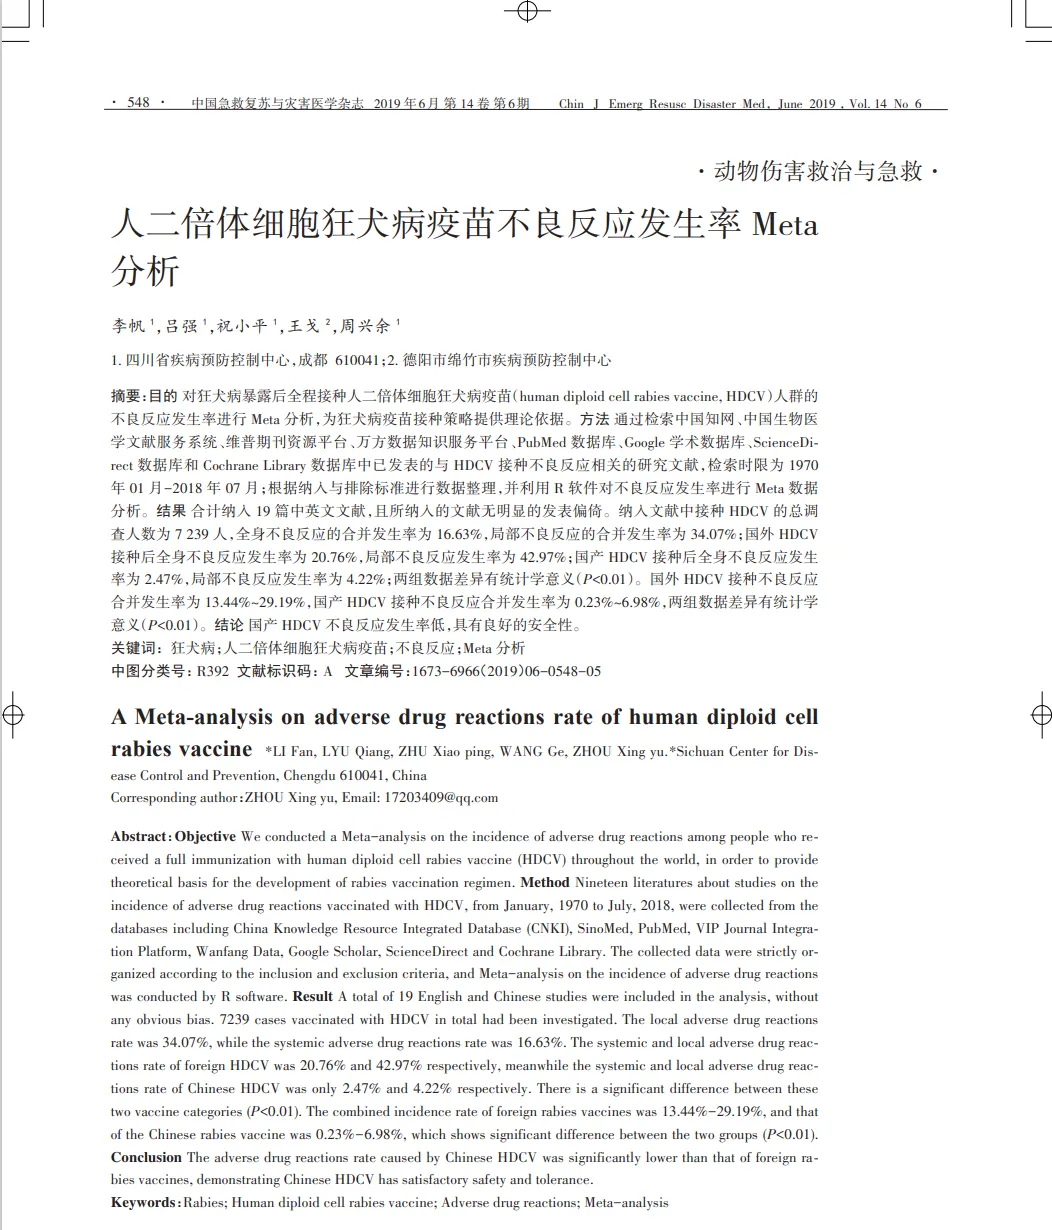 · 548 · 中国急救复苏与灾害医学杂志 2019年6月第14卷第6期 Chin J Emerg Resusc Disaster Med, June 2019 , Vol. 14 No 6
·动物伤害救治与急救·
人二倍体细胞狂犬病疫苗不良反应发生率 Meta
分析
李帆 1,吕强 1,祝小平 1,王戈 2,周兴余 1
1. 四川省疾病预防控制中心,成都 610041;2. 德阳市绵竹市疾病预防控制中心
摘要:目的 对狂犬病暴露后全程接种人二倍体细胞狂犬病疫苗(human diploid cell rabies vaccine, HDCV)人群的
不良反应发生率进行 Meta 分析,为狂犬病疫苗接种策略提供理论依据。方法 通过检索中国知网、中国生物医
学文献服务系统、维普期刊资源平台、万方数据知识服务平台、PubMed 数据库、Google 学术数据库、ScienceDi-
rect 数据库和 Cochrane Library 数据库中已发表的与 HDCV 接种不良反应相关的研究文献,检索时限为 1970
年 01 月-2018 年 07 月;根据纳入与排除标准进行数据整理,并利用 R 软件对不良反应发生率进行 Meta 数据
分析。结果 合计纳入 19 篇中英文文献,且所纳入的文献无明显的发表偏倚。纳入文献中接种 HDCV 的总调
查人数为 7 239 人,全身不良反应的合并发生率为 16.63%,局部不良反应的合并发生率为 34.07%;国外 HDCV
接种后全身不良反应发生率为 20.76%,局部不良反应发生率为 42.97%;国产 HDCV 接种后全身不良反应发生
率为 2.47%,局部不良反应发生率为 4.22%;两组数据差异有统计学意义(P<0.01)。国外 HDCV 接种不良反应
合并发生率为 13.44%~29.19%,国产 HDCV 接种不良反应合并发生率为 0.23%~6.98%,两组数据差异有统计学
意义(P<0.01)。结论 国产 HDCV 不良反应发生率低,具有良好的安全性。
关键词: 狂犬病;人二倍体细胞狂犬病疫苗;不良反应;Meta 分析
中图分类号: R392 文献标识码: A 文章编号:1673-6966(2019)06-0548-05
A Meta-analysis on adverse drug reactions rate of human diploid cell
rabies vaccine *LI Fan, LYU Qiang, ZHU Xiao ping, WANG Ge, ZHOU Xing yu.*Sichuan Center for Dis-
ease Control and Prevention, Chengdu 610041, China
Corresponding author:ZHOU Xing yu, Email: 17203409@qq.com
Abstract: Objective We conducted a Meta-analysis on the incidence of adverse drug reactions among people who re-
ceived a full immunization with human diploid cell rabies vaccine (HDCV) throughout the world, in order to provide
theoretical basis for the development of rabies vaccination regimen. Method Nineteen literatures about studies on the
incidence of adverse drug reactions vaccinated with HDCV, from January, 1970 to July, 2018, were collected from the
databases including China Knowledge Resource Integrated Database (CNKI), SinoMed, PubMed, VIP Journal Integra-
tion Platform, Wanfang Data, Google Scholar, ScienceDirect and Cochrane Library. The collected data were strictly or-
ganized according to the inclusion and exclusion criteria, and Meta-analysis on the incidence of adverse drug reactions
was conducted by R software. Result A total of 19 English and Chinese studies were included in the analysis, without
any obvious bias. 7239 cases vaccinated with HDCV in total had been investigated. The local adverse drug reactions
rate was 34.07%, while the systemic adverse drug reactions rate was 16.63%. The systemic and local adverse drug reac-
tions rate of foreign HDCV was 20.76% and 42.97% respectively, meanwhile the systemic and local adverse drug reac-
tions rate of Chinese HDCV was only 2.47% and 4.22% respectively. There is a significant difference between these
two vaccine categories (P<0.01). The combined incidence rate of foreign rabies vaccines was 13.44%-29.19%, and that
of the Chinese rabies vaccine was 0.23%-6.98%, which shows significant difference between the two groups (P<0.01).
Conclusion The adverse drug reactions rate caused by Chinese HDCV was significantly lower than that of foreign ra-
bies vaccines, demonstrating Chinese HDCV has satisfactory safety and tolerance.
Keywords: Rabies; Human diploid cell rabies vaccine; Adverse drug reactions; Meta-analysis